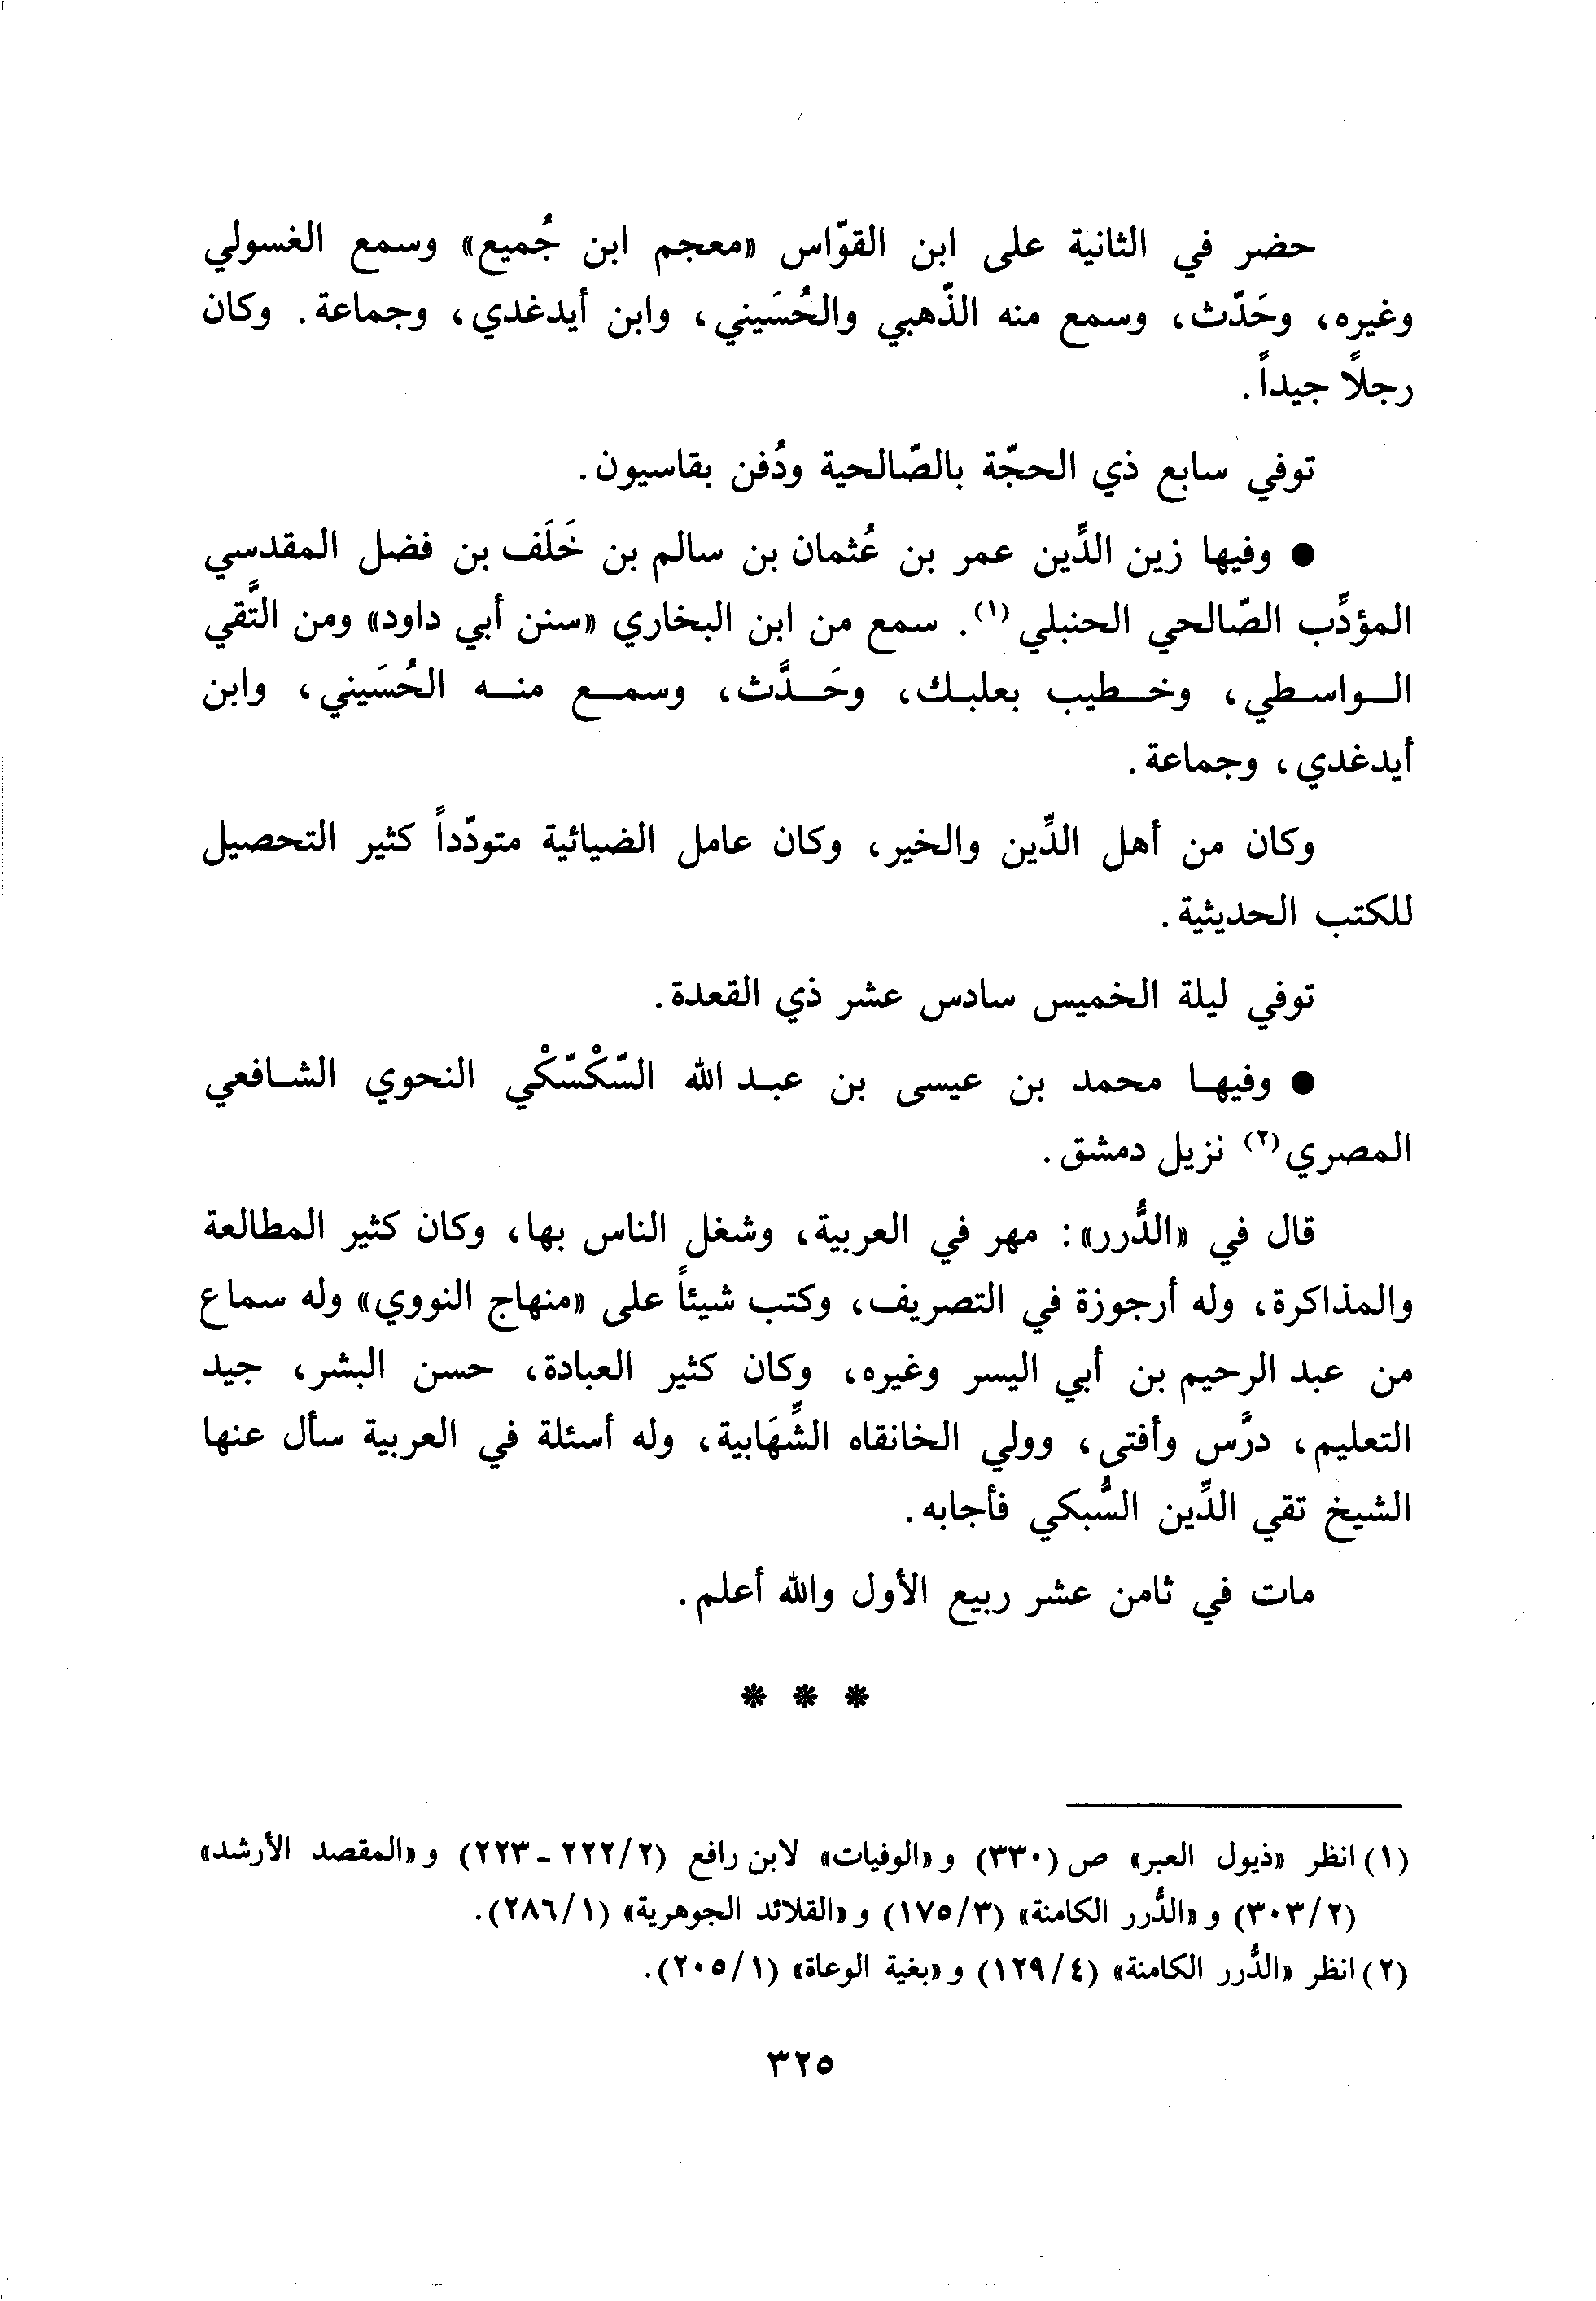 حضر في الثانية على ابن القوّاس «معجم ابن جُميع» وسمع الغسولي
وغيره، وحَدّث، وسمع منه الذّهبي والحُسَيني، وابن أيدغدي، وجماعة. وكان
رجلاً جيداً.
توفي سابع ذي الحجّة بالصّالحية ودُفن بقاسيون.
● وفيها زين الدِّين عمر بن عُثمان بن سالم بن خَلَف بن فضل المقدسي
المؤدِّب الصّالحي الحنبلي (١). سمع من ابن البخاري «سنن أبي داود» ومن التَّقي
الواسطي، وخطيب بعلبك، وحَدَّث، وسمع منه الحُسَيني، وابن
أيدغدي، وجماعة.
وكان من أهل الدِّين والخير، وكان عامل الضيائية متودّداً كثير التحصيل
للكتب الحديثية.
توفي ليلة الخميس سادس عشر ذي القعدة.
● وفيها محمد بن عيسى بن عبد الله السّكْسّكْي النحوي الشافعي
المصري (٢) نزيل دمشق.
قال في «الدُّرر»: مهر في العربية، وشغل الناس بها، وكان كثير المطالعة
والمذاكرة، وله أرجوزة في التصريف، وكتب شيئاً على «منهاج النووي» وله سماع
من عبد الرحيم بن أبي اليسر وغيره، وكان كثير العبادة، حسن البشر، جيد
التعليم، درَّس وأفتى، وولي الخانقاه الشِّهَابية، وله أسئلة في العربية سأل عنها
الشيخ تقي الدِّين السُّبكي فأجابه.
مات في ثامن عشر ربيع الأول والله أعلم.
* * *
(١) انظر «ذيول العبر» ص (٣٣٠) و «الوفيات» لابن رافع (٢/ ٢٢٢ - ٢٢٣) و «المقصد الأرشد»
(٢/ ٣٠٣) و «الدُّرر الكامنة» (٣/ ١٧٥) و «القلائد الجوهرية» (١/ ٢٨٦).
(٢) انظر «الدُّرر الكامنة» (٤/ ١٢٩) و «بغية الوعاة» (١/ ٢٠٥).
٣٢٥